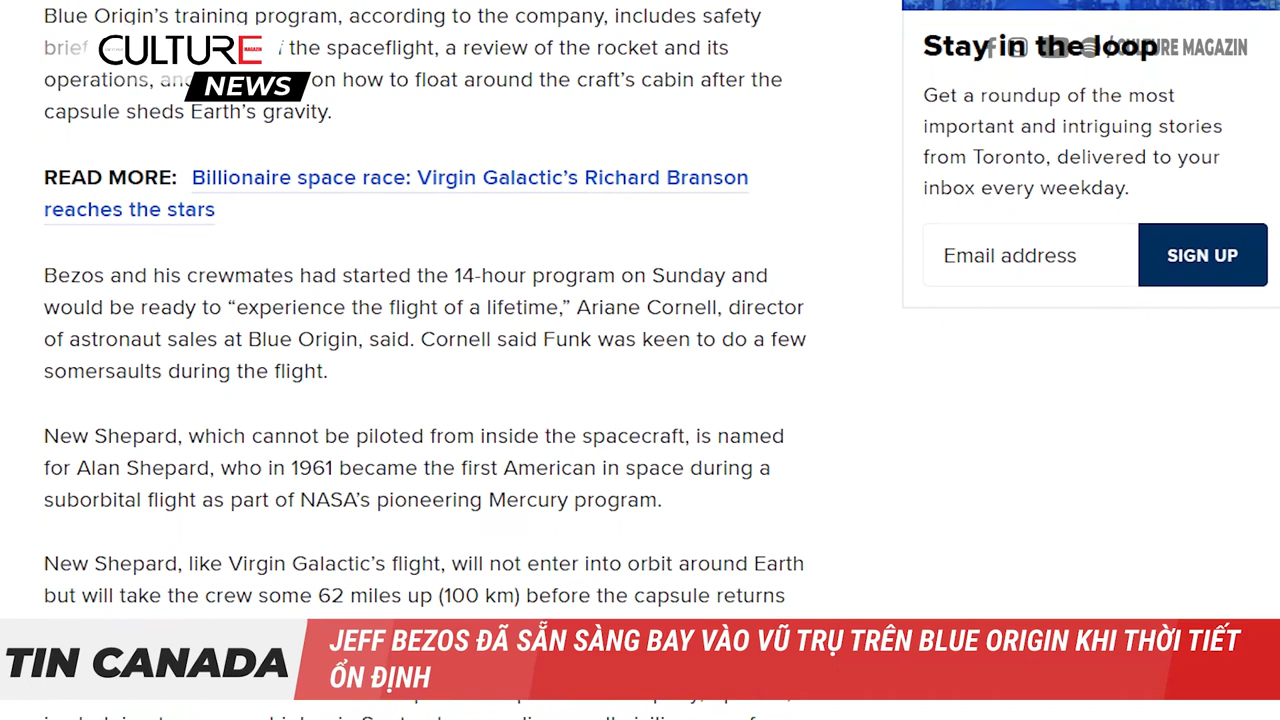 Blue Origin's training program, according to the company, includes safety
brief the spaceflight, a review of the rocket and its
operations, on how to float around the craft's cabin after the
capsule sheds Earth's gravity.
CULTURE
MAGAZIN
NEWS
READ MORE: Billionaire space race: Virgin Galactic's Richard Branson
reaches the stars
Bezos and his crewmates had started the 14-hour program on Sunday and
would be ready to “experience the flight of a lifetime,” Ariane Cornell, director
of astronaut sales at Blue Origin, said. Cornell said Funk was keen to do a few
somersaults during the flight.
New Shepard, which cannot be piloted from inside the spacecraft, is named
for Alan Shepard, who in 1961 became the first American in space during a
suborbital flight as part of NASA's pioneering Mercury program.
New Shepard, like Virgin Galactic's flight, will not enter into orbit around Earth
but will take the crew some 62 miles up (100 km) before the capsule returns
Stay in the loop
/ CULTURE MAGAZIN
Get a roundup of the most
important and intriguing stories
from Toronto, delivered to your
inbox every weekday.
Email address
SIGN UP
TIN CANADA
JEFF BEZOS ĐÃ SẴN SÀNG BAY VÀO VŨ TRỤ TRÊN BLUE ORIGIN KHI THỜI TIẾT
ỔN ĐỊNH